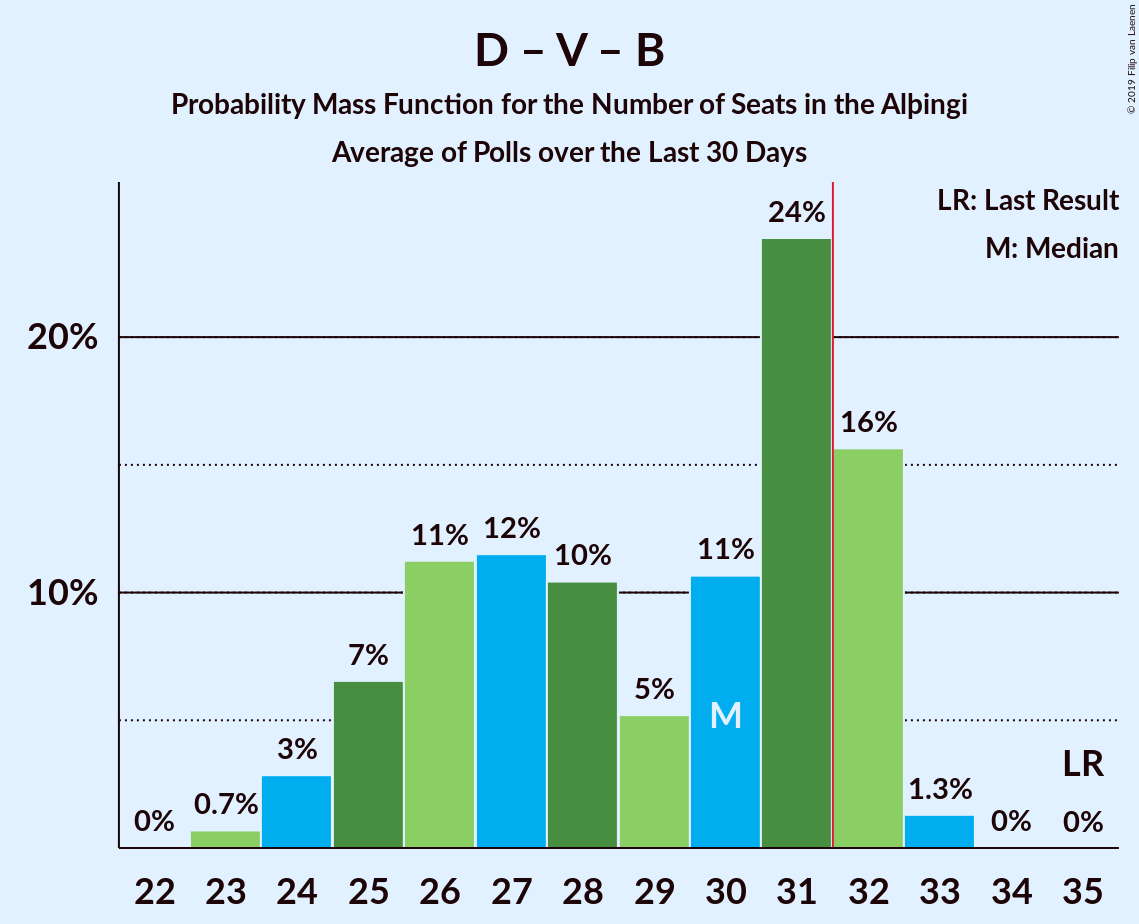 D – V – B
Probability Mass Function for the Number of Seats in the Alþingi
Average of Polls over the Last 30 Days
© 2019 Filip van Laenen
LR: Last Result
M: Median
24%
20%
16%
11%
12%
10%
11%
10%
7%
5%
M
3%
LR
0%
0.7%
1.3%
0%
0%
22 23 24 25 26 27 28 29 30 31 32 33 34 35